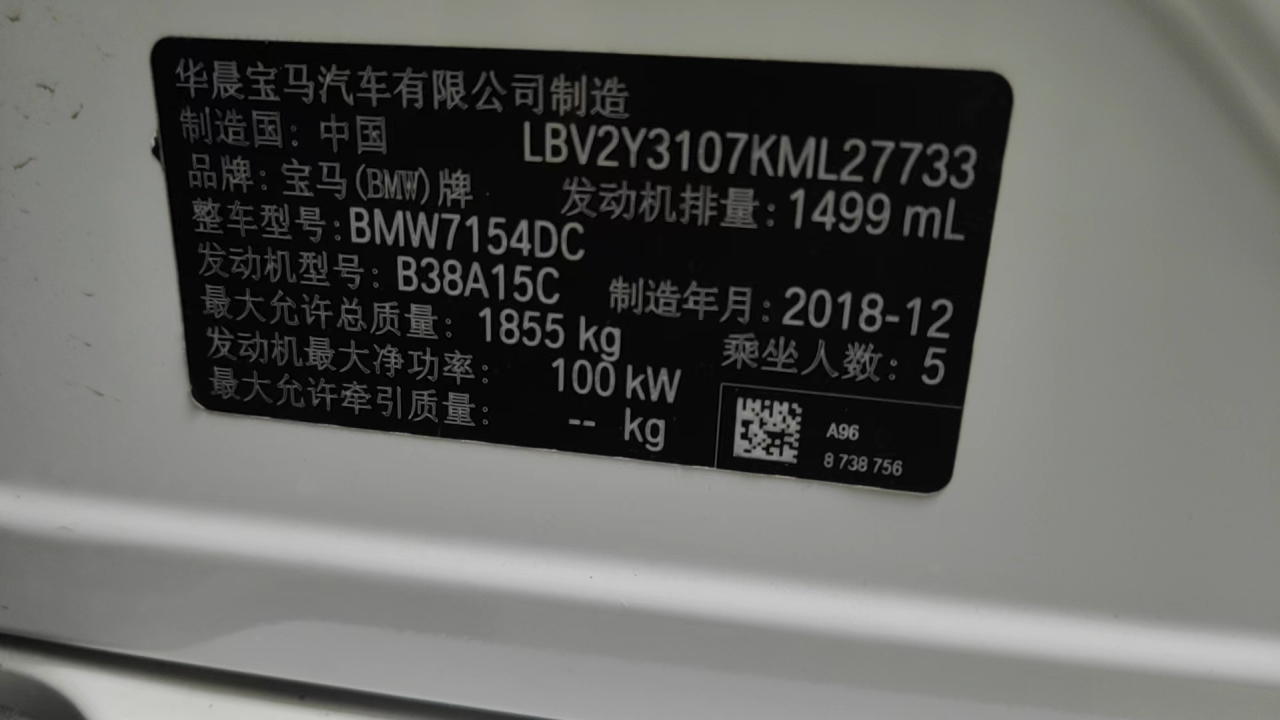 华晨宝马汽车有限公司制造
制造国：中国 LBV2Y3107KML27733
品牌：宝马(BMW)牌 发动机排量：1499 mL
整车型号：BMW7154DC
发动机型号：B38A15C 制造年月：2018-12
最大允许总质量：1855 kg 乘坐人数：5
发动机最大净功率：100 kW
最大允许牵引质量：-- kg
A96
8 738 756